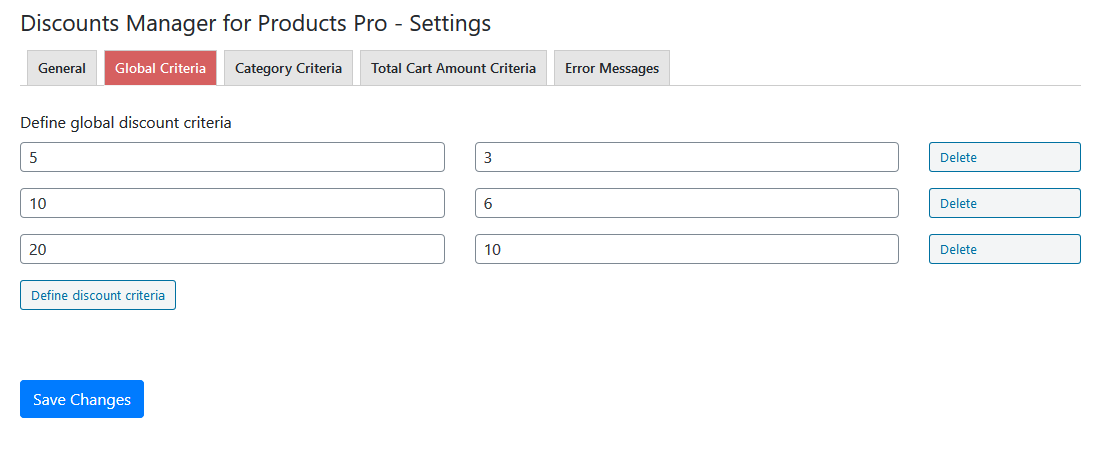 Discounts Manager for Products Pro - Settings
General Global Criteria Category Criteria Total Cart Amount Criteria Error Messages
Define global discount criteria
5 3 Delete
10 6 Delete
20 10 Delete
Define discount criteria
Save Changes